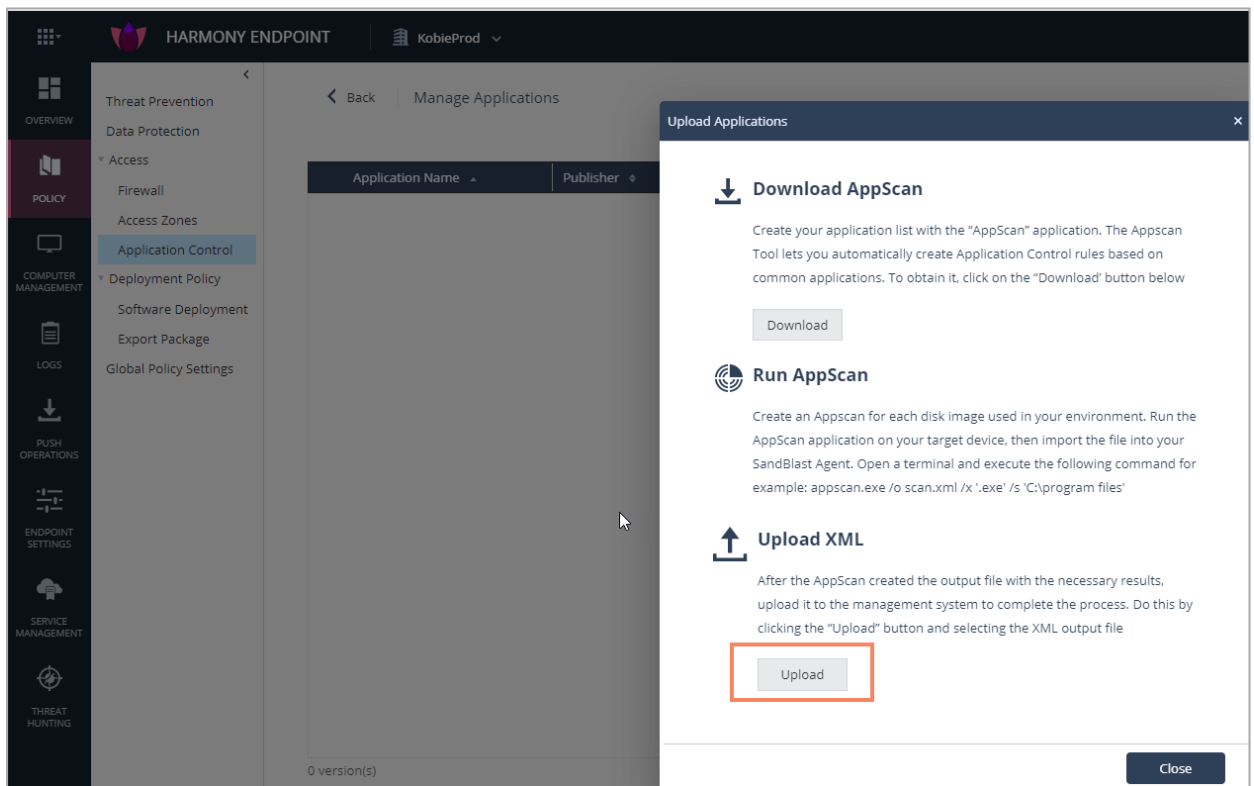 HARMONY ENDPOINT
KobieProd
OVERVIEW
POLICY
COMPUTER
MANAGEMENT
LOGS
PUSH
OPERATIONS
ENDPOINT
SETTINGS
SERVICE
MANAGEMENT
THREAT
HUNTING
Threat Prevention
Data Protection
Access
Firewall
Access Zones
Application Control
Deployment Policy
Software Deployment
Export Package
Global Policy Settings
Back
Manage Applications
Application Name
Publisher
0 version(s)
Upload Applications
Download AppScan
Create your application list with the “AppScan” application. The Appscan
Tool lets you automatically create Application Control rules based on
common applications. To obtain it, click on the “Download’ button below
Download
Run AppScan
Create an Appscan for each disk image used in your environment. Run the
AppScan application on your target device, then import the file into your
SandBlast Agent. Open a terminal and execute the following command for
example: appscan.exe /o scan.xml /x '.exe' /s 'C:\program files'
Upload XML
After the AppScan created the output file with the necessary results,
upload it to the management system to complete the process. Do this by
clicking the “Upload” button and selecting the XML output file
Upload
Close